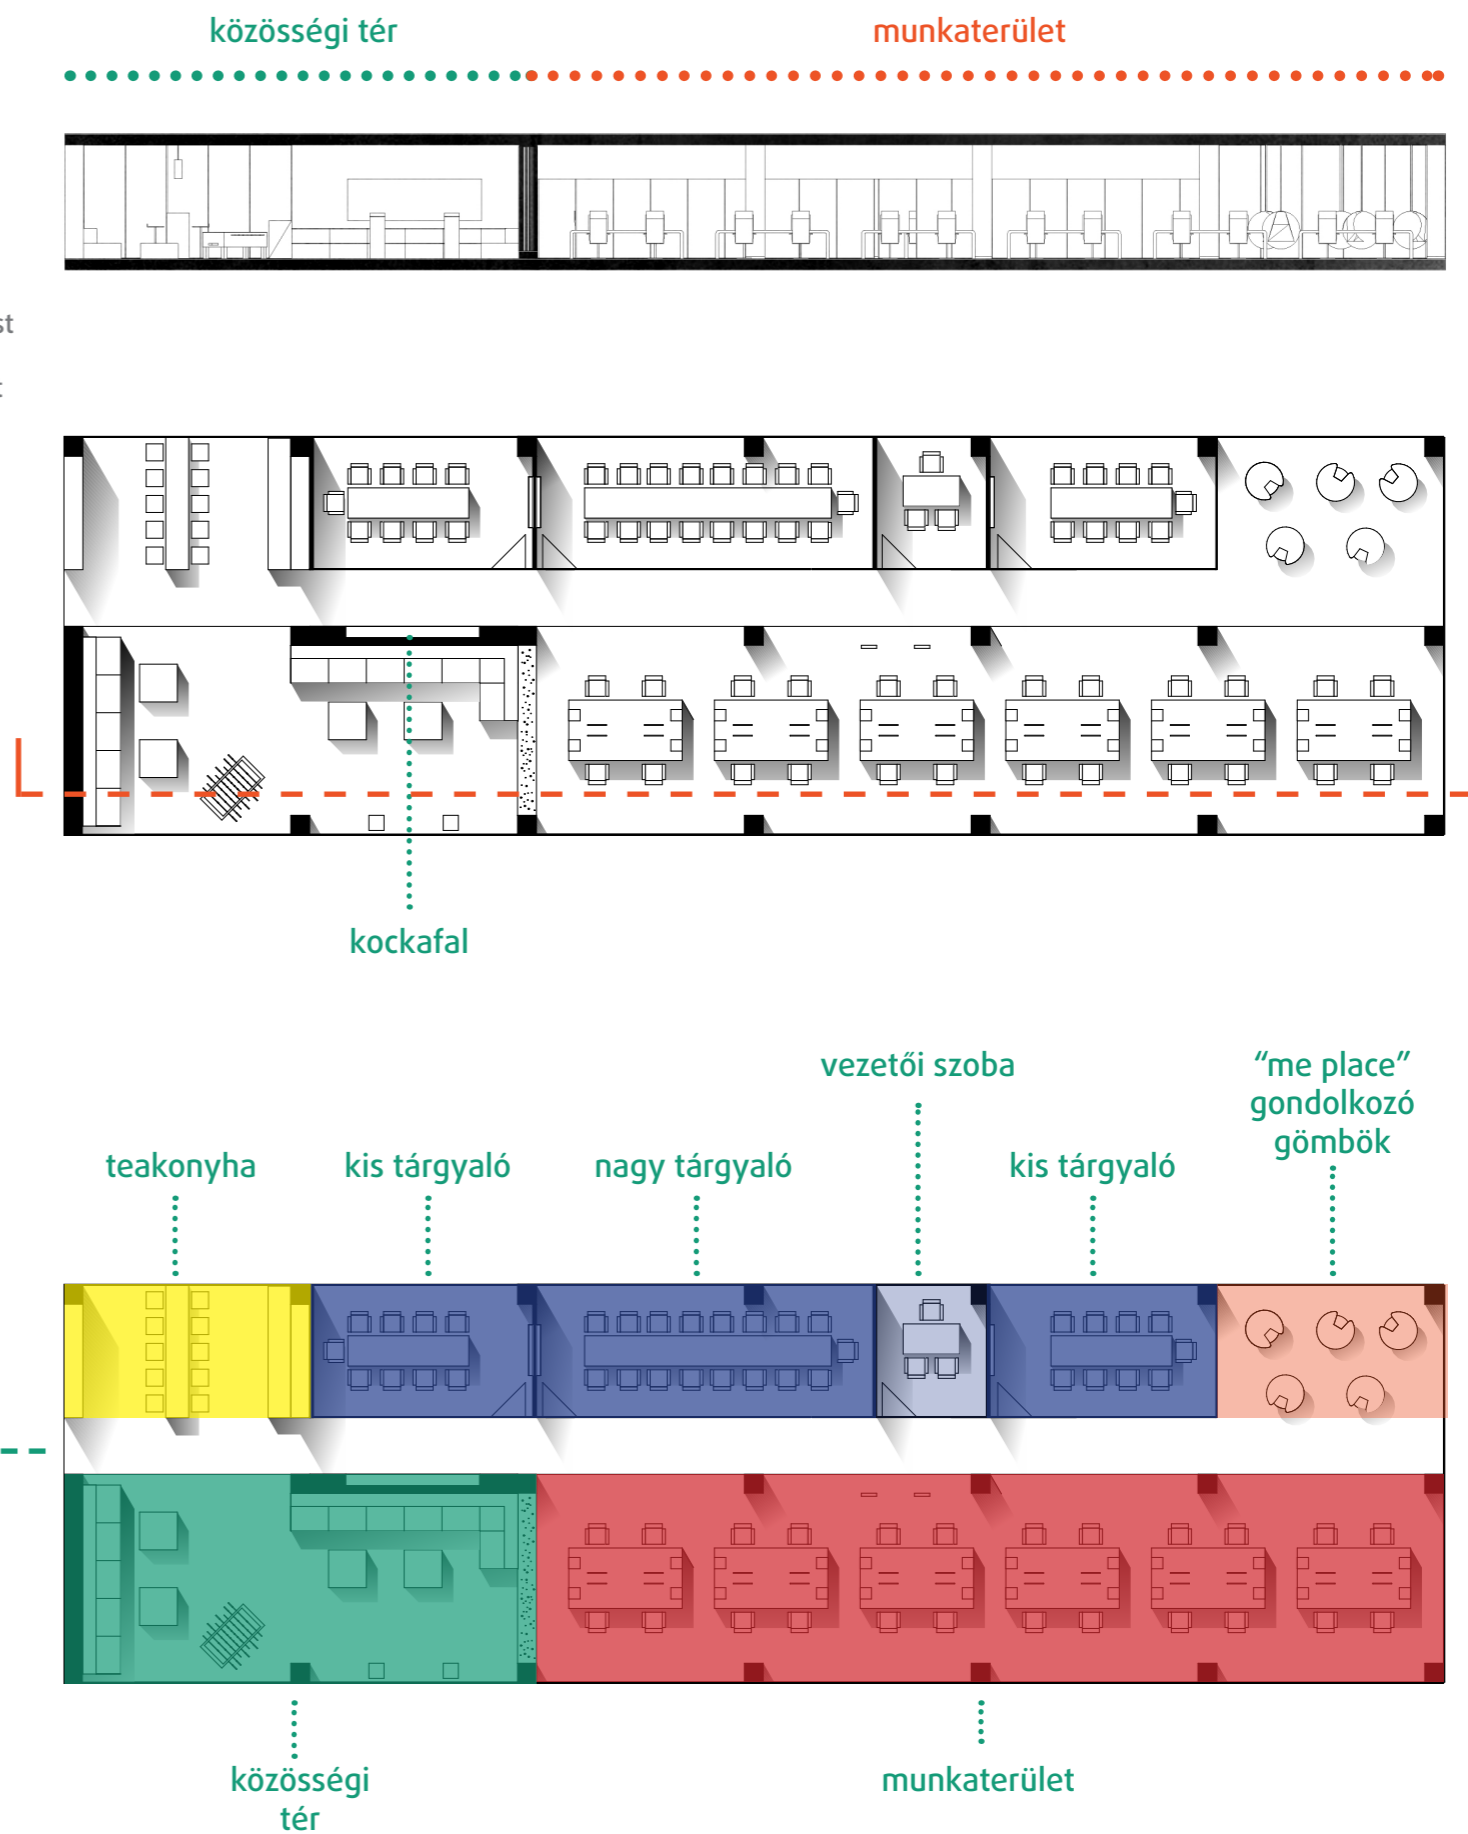 közösségi tér
munkaterület
st
t
kockafal
vezetői szoba
“me place”
gondolkozó
gömbök
teakonyha
kis tárgyaló
nagy tárgyaló
kis tárgyaló
közösségi
tér
munkaterület